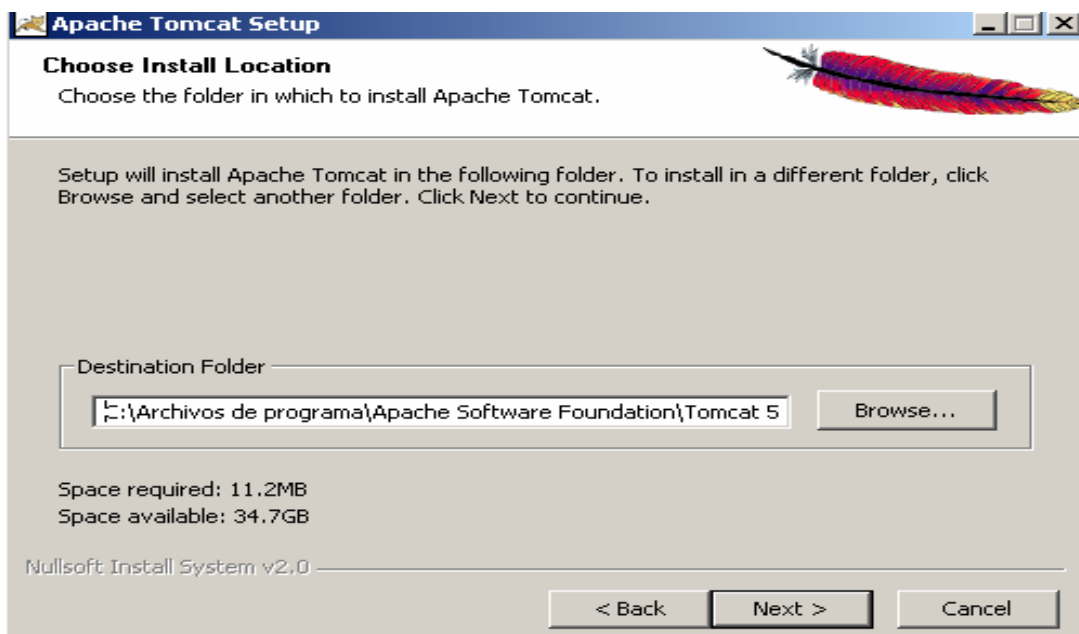 Apache Tomcat Setup
Choose Install Location
Choose the folder in which to install Apache Tomcat.
Setup will install Apache Tomcat in the following folder. To install in a different folder, click
Browse and select another folder. Click Next to continue.
Destination Folder
C:\Archivos de programa\Apache Software Foundation\Tomcat 5
Browse...
Space required: 11.2MB
Space available: 34.7GB
Nullsoft Install System v2.0
< Back
Next >
Cancel